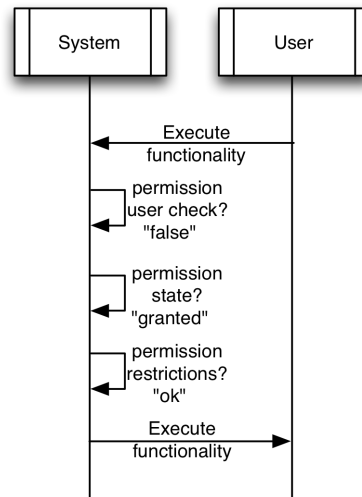 System
User
Execute
functionality
permission
user check?
"false"
permission
state?
"granted"
permission
restrictions?
"ok"
Execute
functionality